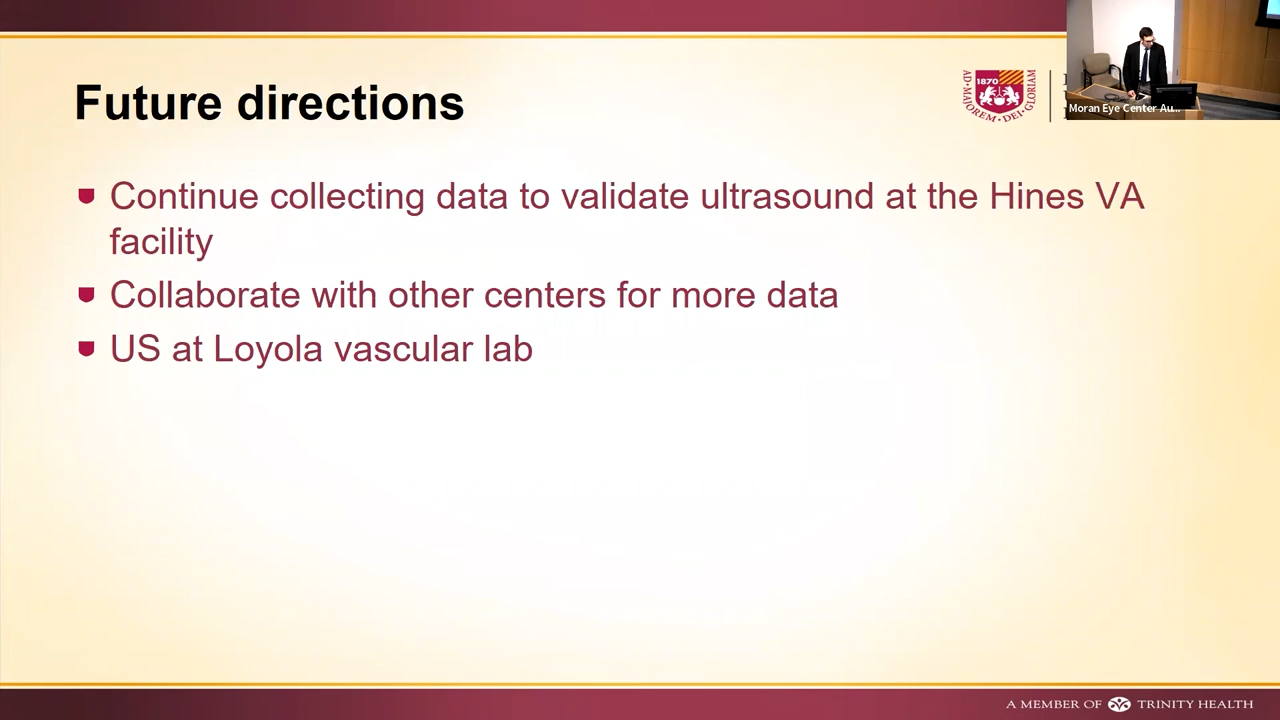 Future directions
1870
AD•MAJOREM•DEI•GLORIAM
Moran Eye Center Au...
Continue collecting data to validate ultrasound at the Hines VA
facility
Collaborate with other centers for more data
US at Loyola vascular lab
A MEMBER OF TRINITY HEALTH